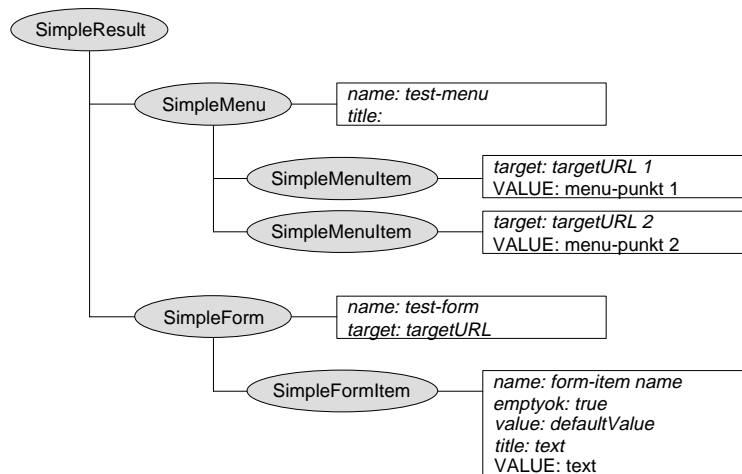 SimpleResult
SimpleMenu
name: test-menu
title:
SimpleMenuItem
target: targetURL 1
VALUE: menu-punkt 1
SimpleMenuItem
target: targetURL 2
VALUE: menu-punkt 2
SimpleForm
name: test-form
target: targetURL
SimpleFormItem
name: form-item name
emptyok: true
value: defaultValue
title: text
VALUE: text